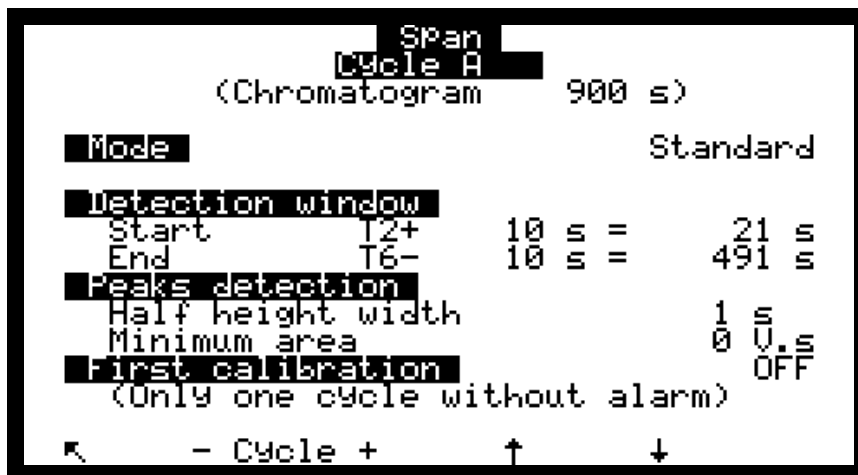 Span
Cycle A
(Chromatogram 900 s)
Mode Standard
Detection window
Start T2+ 10 s = 21 s
End T6- 10 s = 491 s
Peaks detection
Half height width 1 s
Minimum area 0 V.s
First calibration OFF
(Only one cycle without alarm)
↖ - Cycle + ↑ ↓